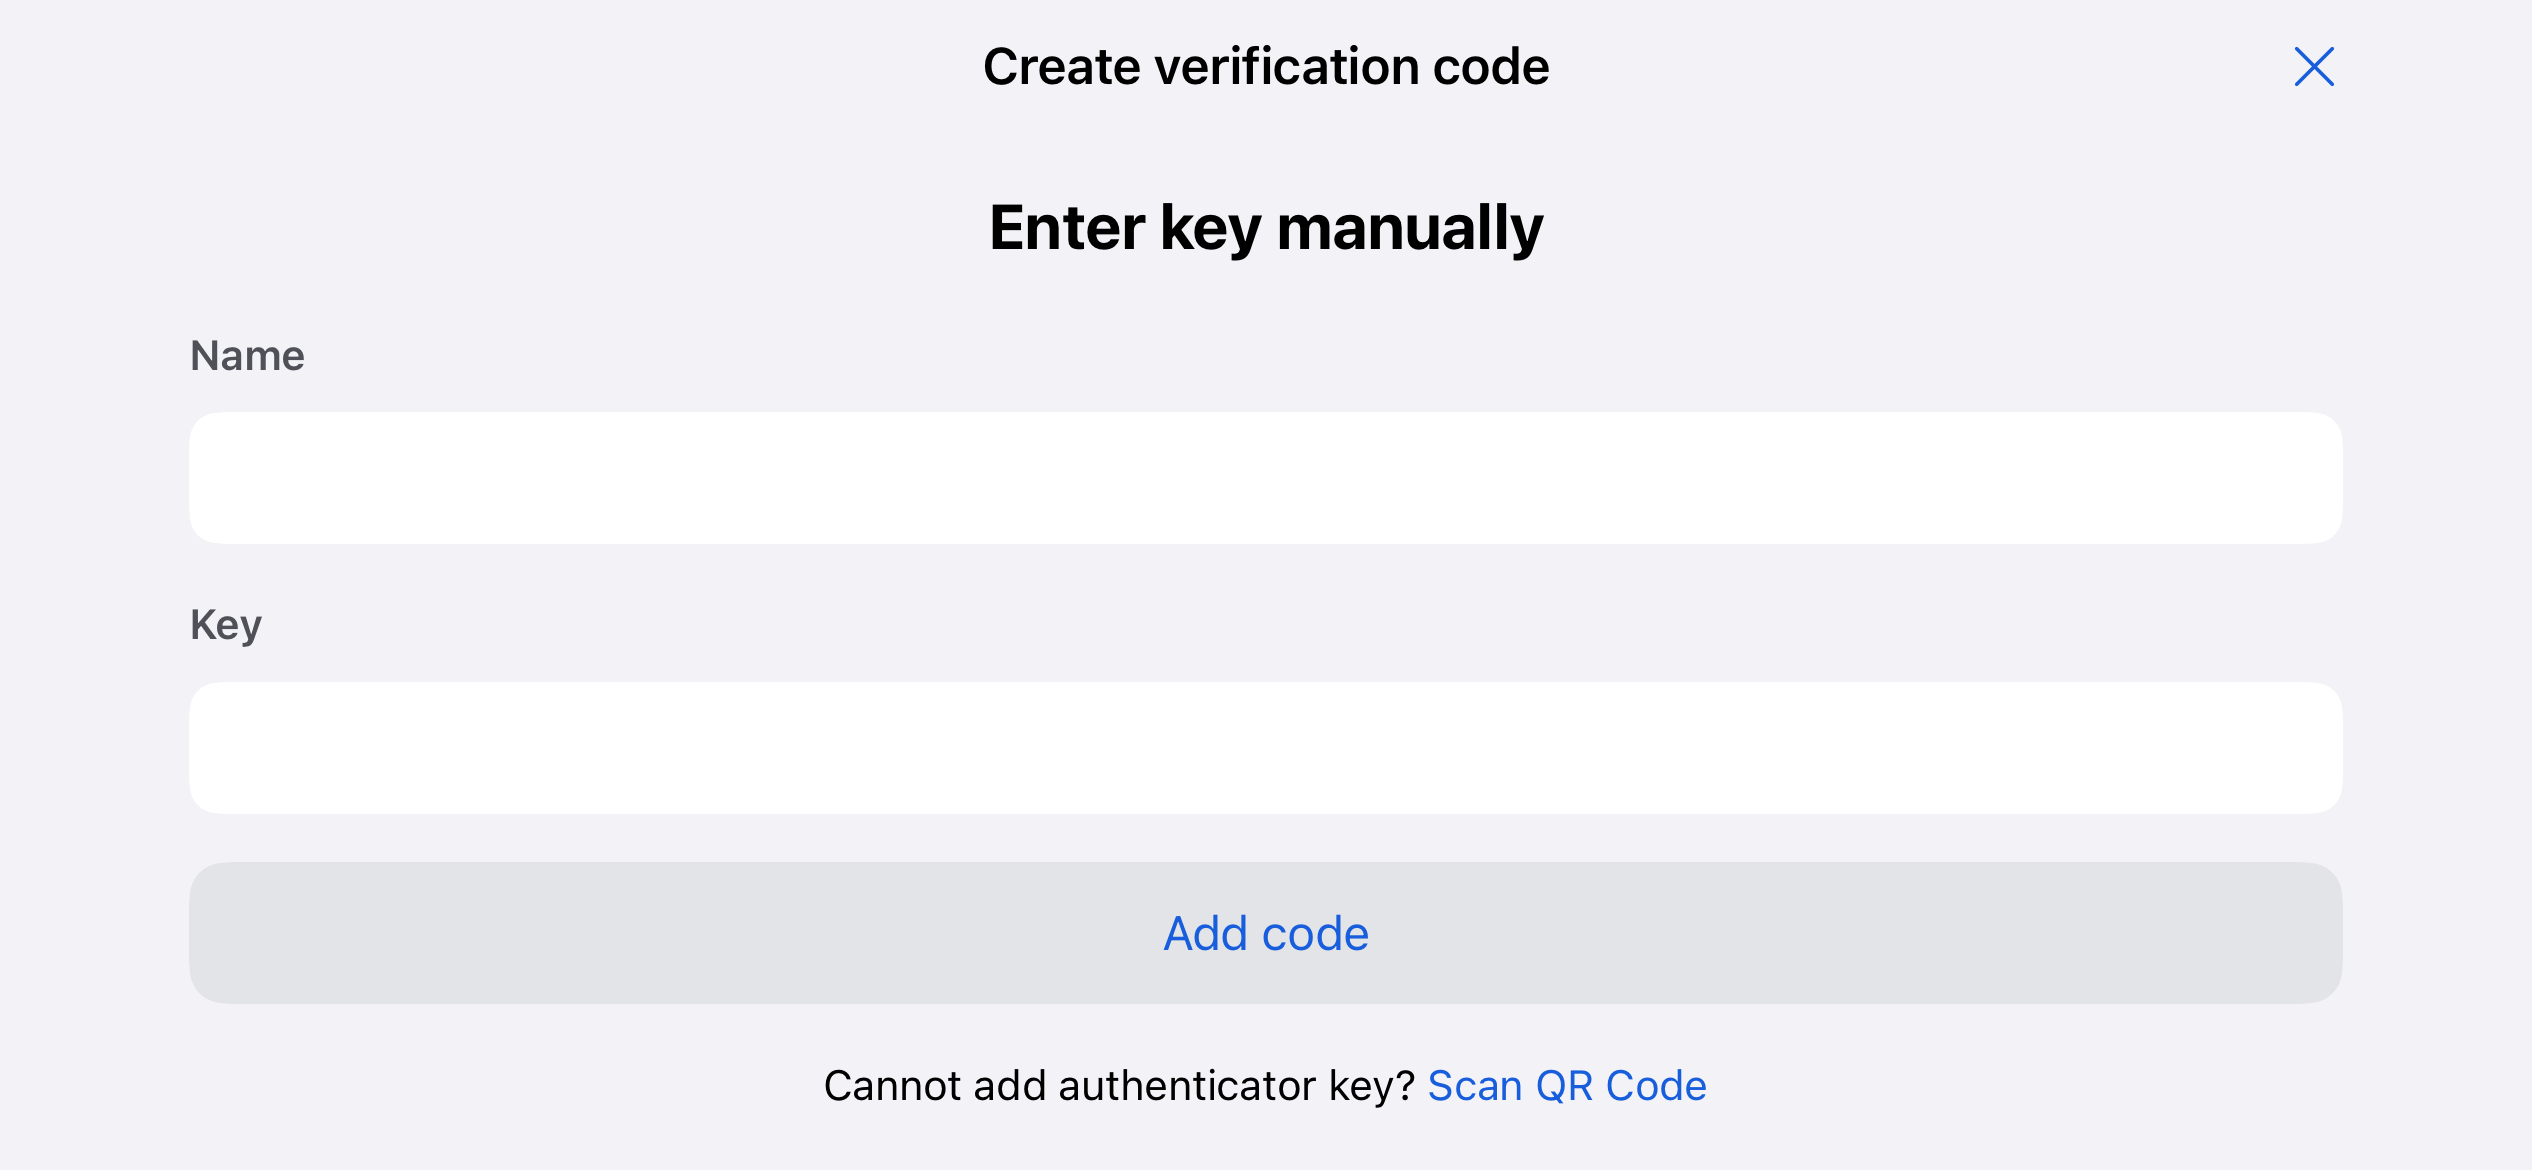 Create verification code
Enter key manually
Name
Key
Add code
Cannot add authenticator key? Scan QR Code